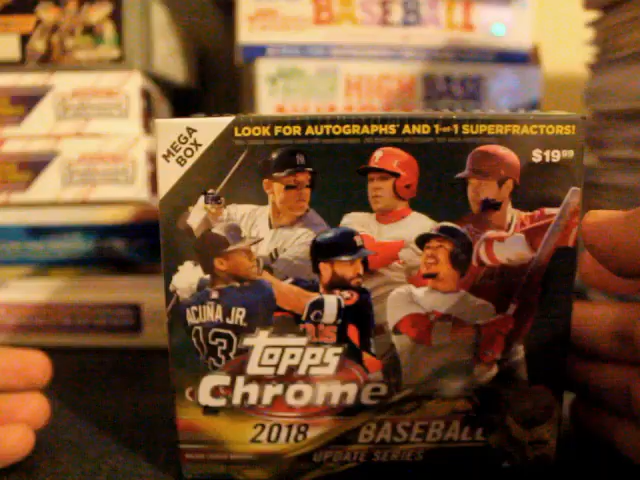 BASEBALL
HIGH
MEGA
BOX
LOOK FOR AUTOGRAPHS* AND 1-of-1 SUPERFRACTORS!
$19.99
ACUÑA JR.
13
Topps
Chrome
2018 BASEBALL
UPDATE SERIES